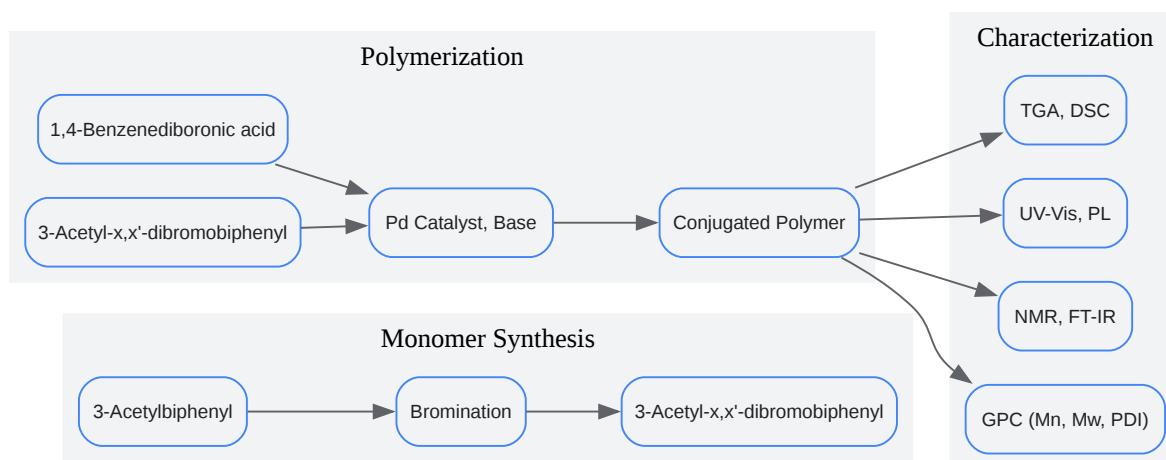 Polymerization
1,4-Benzenediboronic acid
3-Acetyl-x,x'-dibromobiphenyl
Pd Catalyst, Base
Conjugated Polymer
Monomer Synthesis
3-Acetylbiphenyl
Bromination
3-Acetyl-x,x'-dibromobiphenyl
Characterization
TGA, DSC
UV-Vis, PL
NMR, FT-IR
GPC (Mn, Mw, PDI)